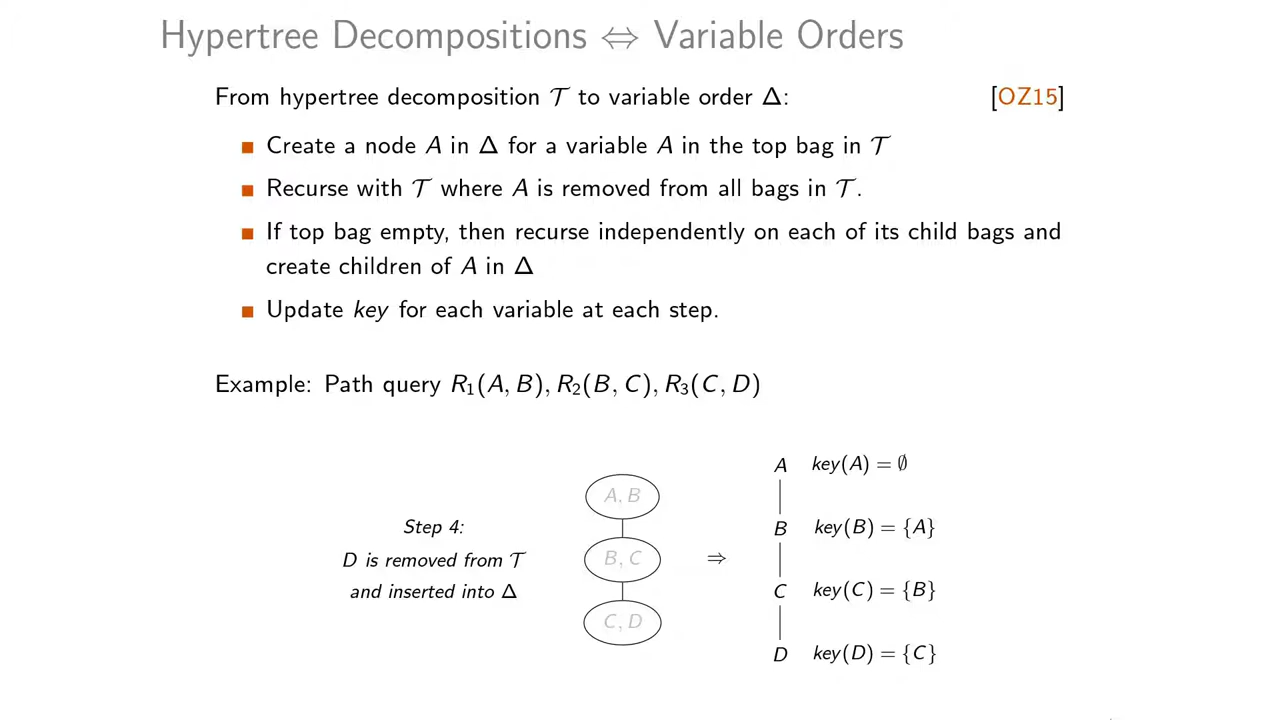 Hypertree Decompositions ⇔ Variable Orders
From hypertree decomposition 𝒯 to variable order Δ: [OZ15]
■ Create a node A in Δ for a variable A in the top bag in 𝒯
■ Recurse with 𝒯 where A is removed from all bags in 𝒯.
■ If top bag empty, then recurse independently on each of its child bags and
create children of A in Δ
■ Update key for each variable at each step.
Example: Path query R₁(A, B), R₂(B, C), R₃(C, D)
Step 4:
D is removed from 𝒯
and inserted into Δ
A, B
B, C
C, D
⇒
A key(A) = ∅
B key(B) = {A}
C key(C) = {B}
D key(D) = {C}